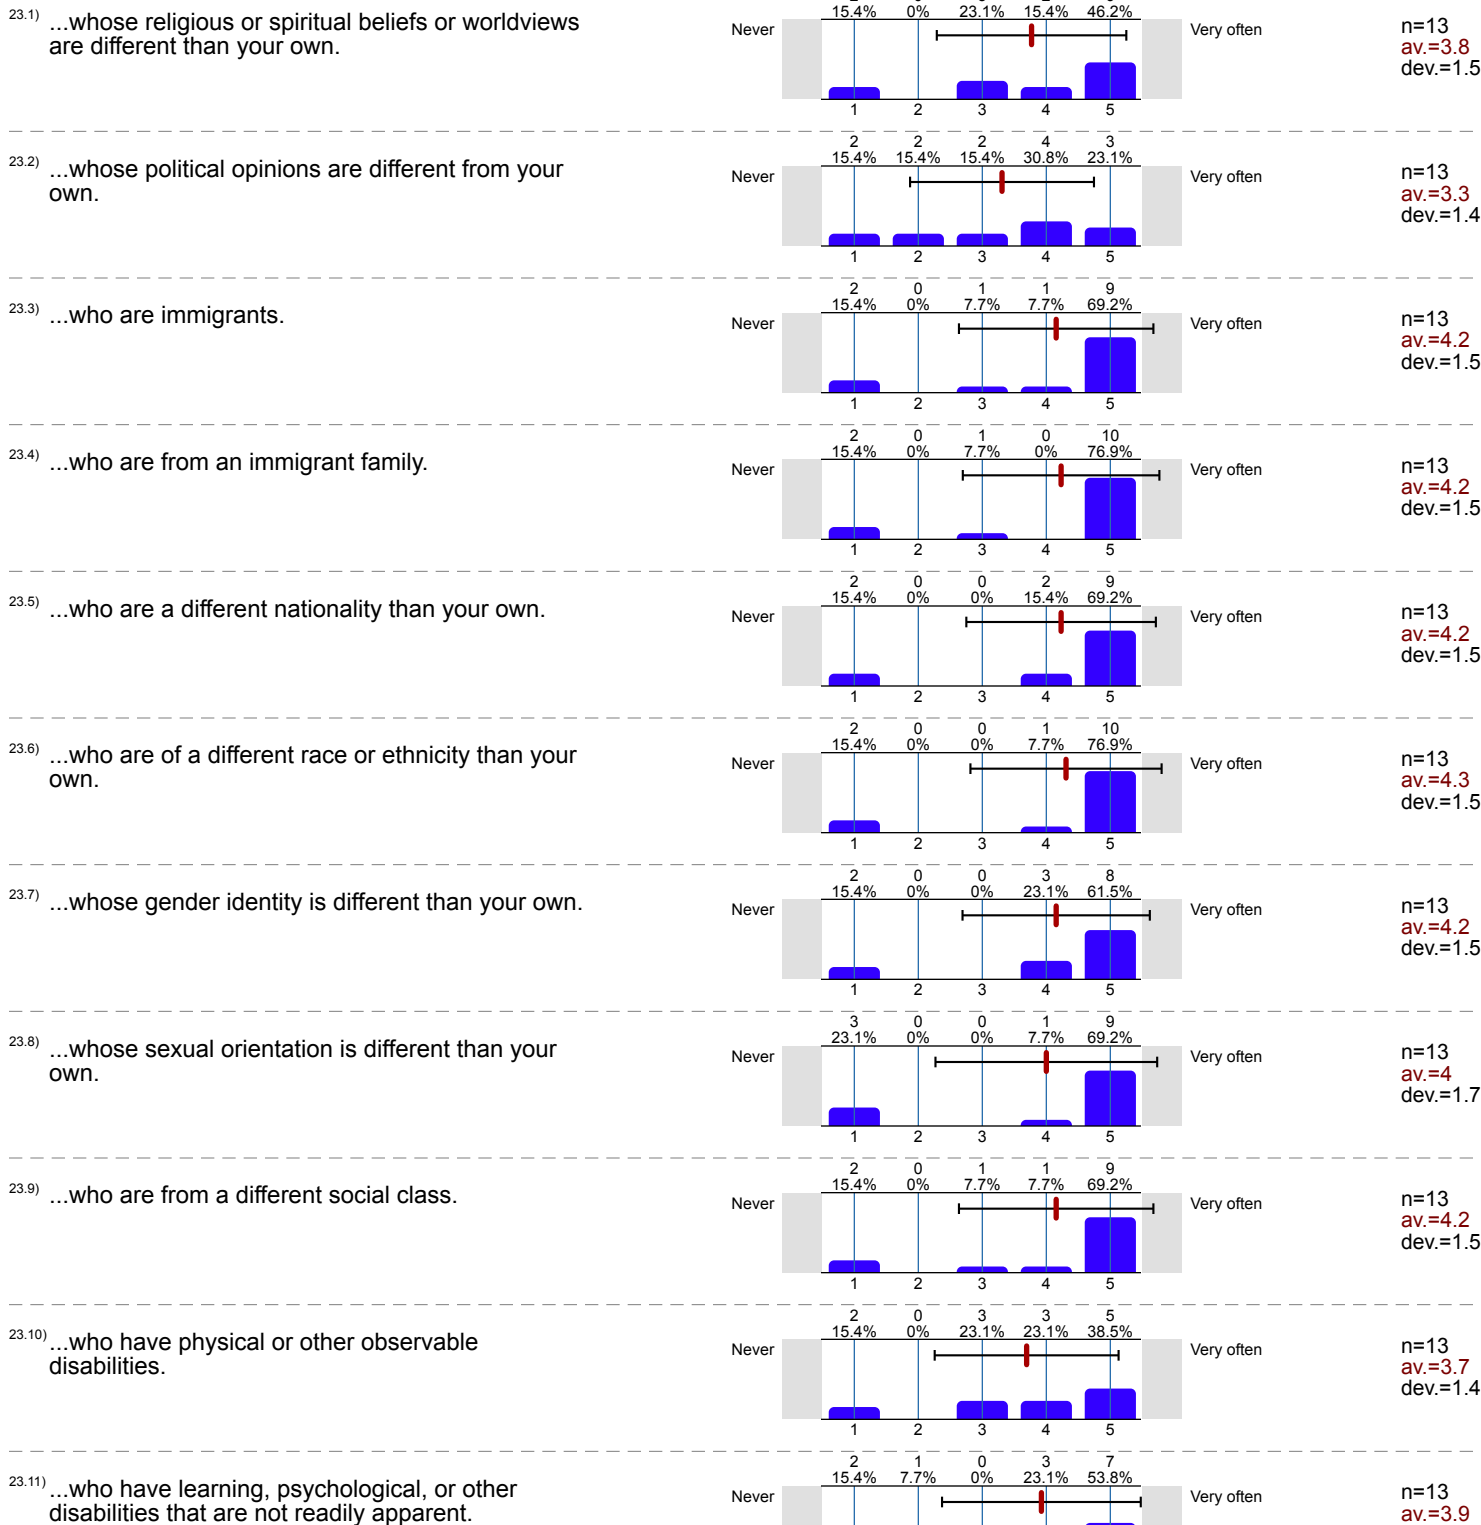 2 0 3 2 6
15.4% 0% 23.1% 15.4% 46.2%
23.1) ...whose religious or spiritual beliefs or worldviews
are different than your own.
Never Very often
n=13
av.=3.8
dev.=1.5
1 2 3 4 5
2 2 2 4 3
15.4% 15.4% 15.4% 30.8% 23.1%
23.2) ...whose political opinions are different from your
own.
Never Very often
n=13
av.=3.3
dev.=1.4
1 2 3 4 5
2 0 1 1 9
15.4% 0% 7.7% 7.7% 69.2%
23.3) ...who are immigrants.
Never Very often
n=13
av.=4.2
dev.=1.5
1 2 3 4 5
2 0 1 0 10
15.4% 0% 7.7% 0% 76.9%
23.4) ...who are from an immigrant family.
Never Very often
n=13
av.=4.2
dev.=1.5
1 2 3 4 5
2 0 0 2 9
15.4% 0% 0% 15.4% 69.2%
23.5) ...who are a different nationality than your own.
Never Very often
n=13
av.=4.2
dev.=1.5
1 2 3 4 5
2 0 0 1 10
15.4% 0% 0% 7.7% 76.9%
23.6) ...who are of a different race or ethnicity than your
own.
Never Very often
n=13
av.=4.3
dev.=1.5
1 2 3 4 5
2 0 0 3 8
15.4% 0% 0% 23.1% 61.5%
23.7) ...whose gender identity is different than your own.
Never Very often
n=13
av.=4.2
dev.=1.5
1 2 3 4 5
3 0 0 1 9
23.1% 0% 0% 7.7% 69.2%
23.8) ...whose sexual orientation is different than your
own.
Never Very often
n=13
av.=4
dev.=1.7
1 2 3 4 5
2 0 1 1 9
15.4% 0% 7.7% 7.7% 69.2%
23.9) ...who are from a different social class.
Never Very often
n=13
av.=4.2
dev.=1.5
1 2 3 4 5
2 0 3 3 5
15.4% 0% 23.1% 23.1% 38.5%
23.10) ...who have physical or other observable
disabilities.
Never Very often
n=13
av.=3.7
dev.=1.4
1 2 3 4 5
2 1 0 3 7
15.4% 7.7% 0% 23.1% 53.8%
23.11) ...who have learning, psychological, or other
disabilities that are not readily apparent.
Never Very often
n=13
av.=3.9